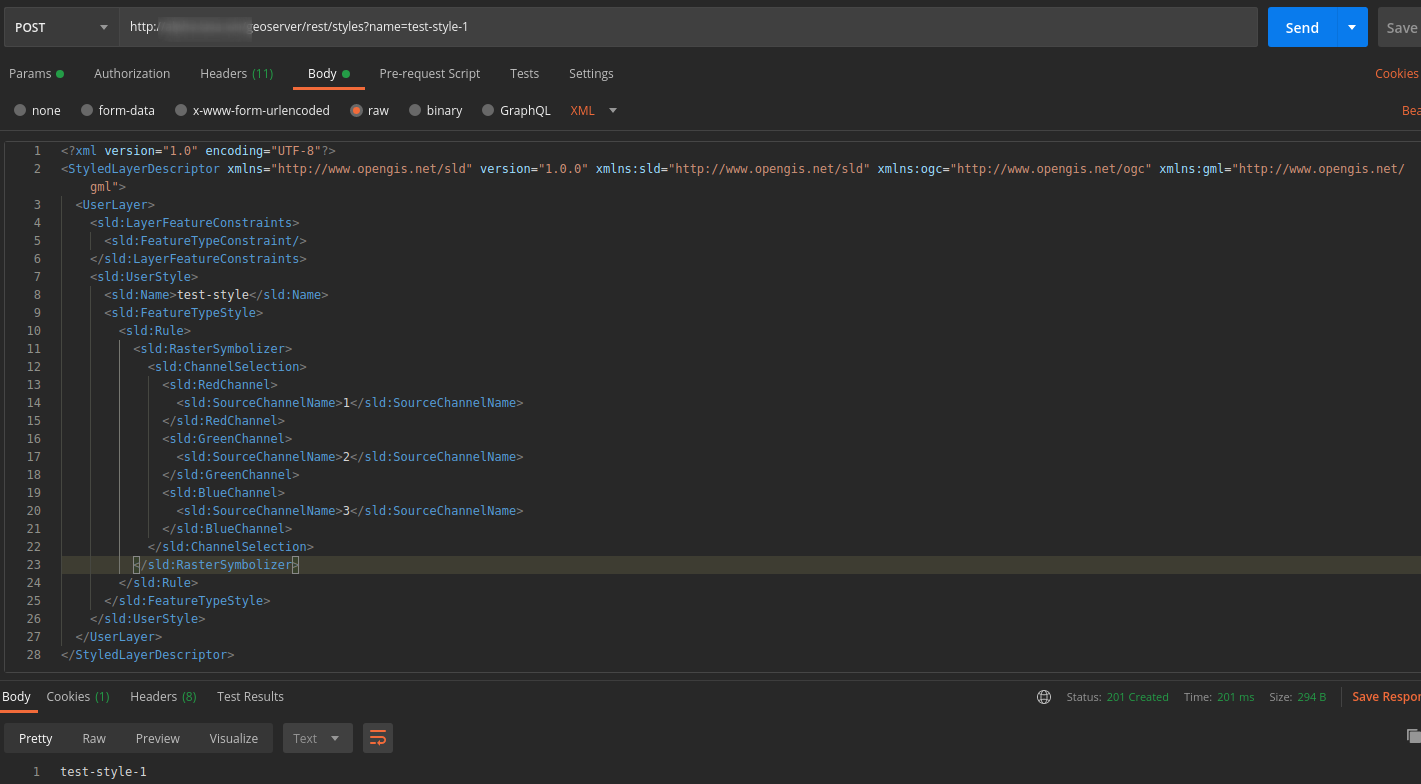 POST http:/ eoserver/rest/styles?name=test-style-1 Send Save
Params Authorization Headers (11) Body Pre-request Script Tests Settings Cookies
none form-data x-www-form-urlencoded raw binary GraphQL XML Bea
1 <?xml version="1.0" encoding="UTF-8"?>
2 <StyledLayerDescriptor xmlns="http://www.opengis.net/sld" version="1.0.0" xmlns:sld="http://www.opengis.net/sld" xmlns:ogc="http://www.opengis.net/ogc" xmlns:gml="http://www.opengis.net/
gml">
3 <UserLayer>
4 <sld:LayerFeatureConstraints>
5 <sld:FeatureTypeConstraint/>
6 </sld:LayerFeatureConstraints>
7 <sld:UserStyle>
8 <sld:Name>test-style</sld:Name>
9 <sld:FeatureTypeStyle>
10 <sld:Rule>
11 <sld:RasterSymbolizer>
12 <sld:ChannelSelection>
13 <sld:RedChannel>
14 <sld:SourceChannelName>1</sld:SourceChannelName>
15 </sld:RedChannel>
16 <sld:GreenChannel>
17 <sld:SourceChannelName>2</sld:SourceChannelName>
18 </sld:GreenChannel>
19 <sld:BlueChannel>
20 <sld:SourceChannelName>3</sld:SourceChannelName>
21 </sld:BlueChannel>
22 </sld:ChannelSelection>
23 </sld:RasterSymbolizer>
24 </sld:Rule>
25 </sld:FeatureTypeStyle>
26 </sld:UserStyle>
27 </UserLayer>
28 </StyledLayerDescriptor>
Body Cookies (1) Headers (8) Test Results Status: 201 Created Time: 201 ms Size: 294 B Save Respor
Pretty Raw Preview Visualize Text
1 test-style-1